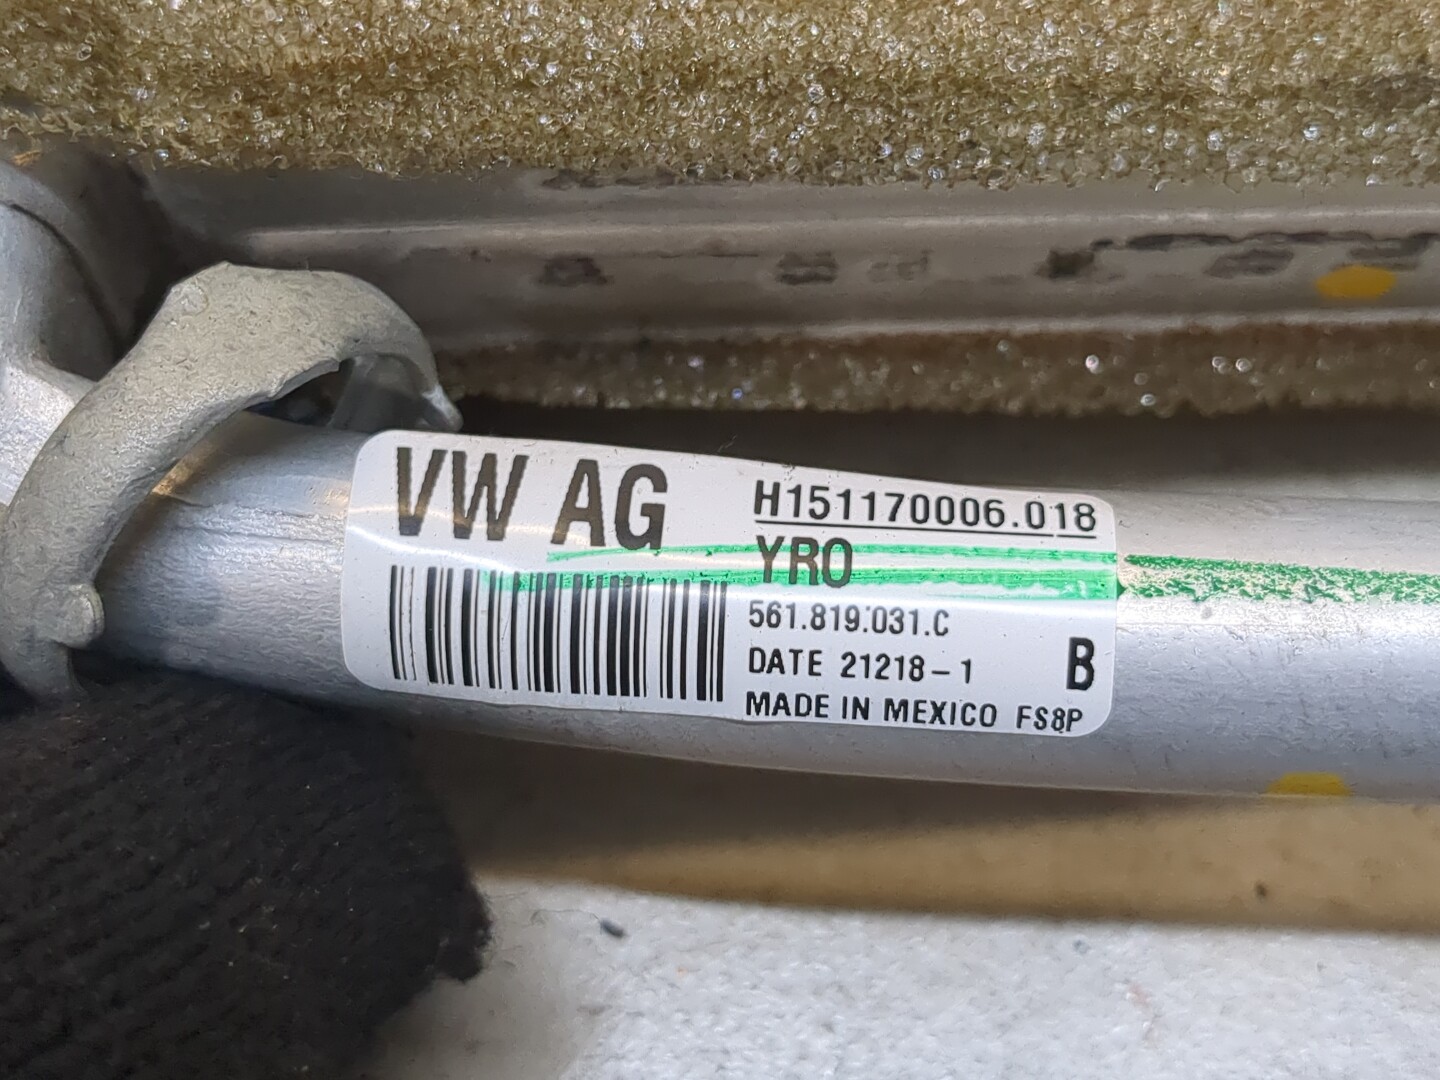 VW AG
H151170006.018
YRO
561.819.031.C
DATE 21218-1
B
MADE IN MEXICO FS8P